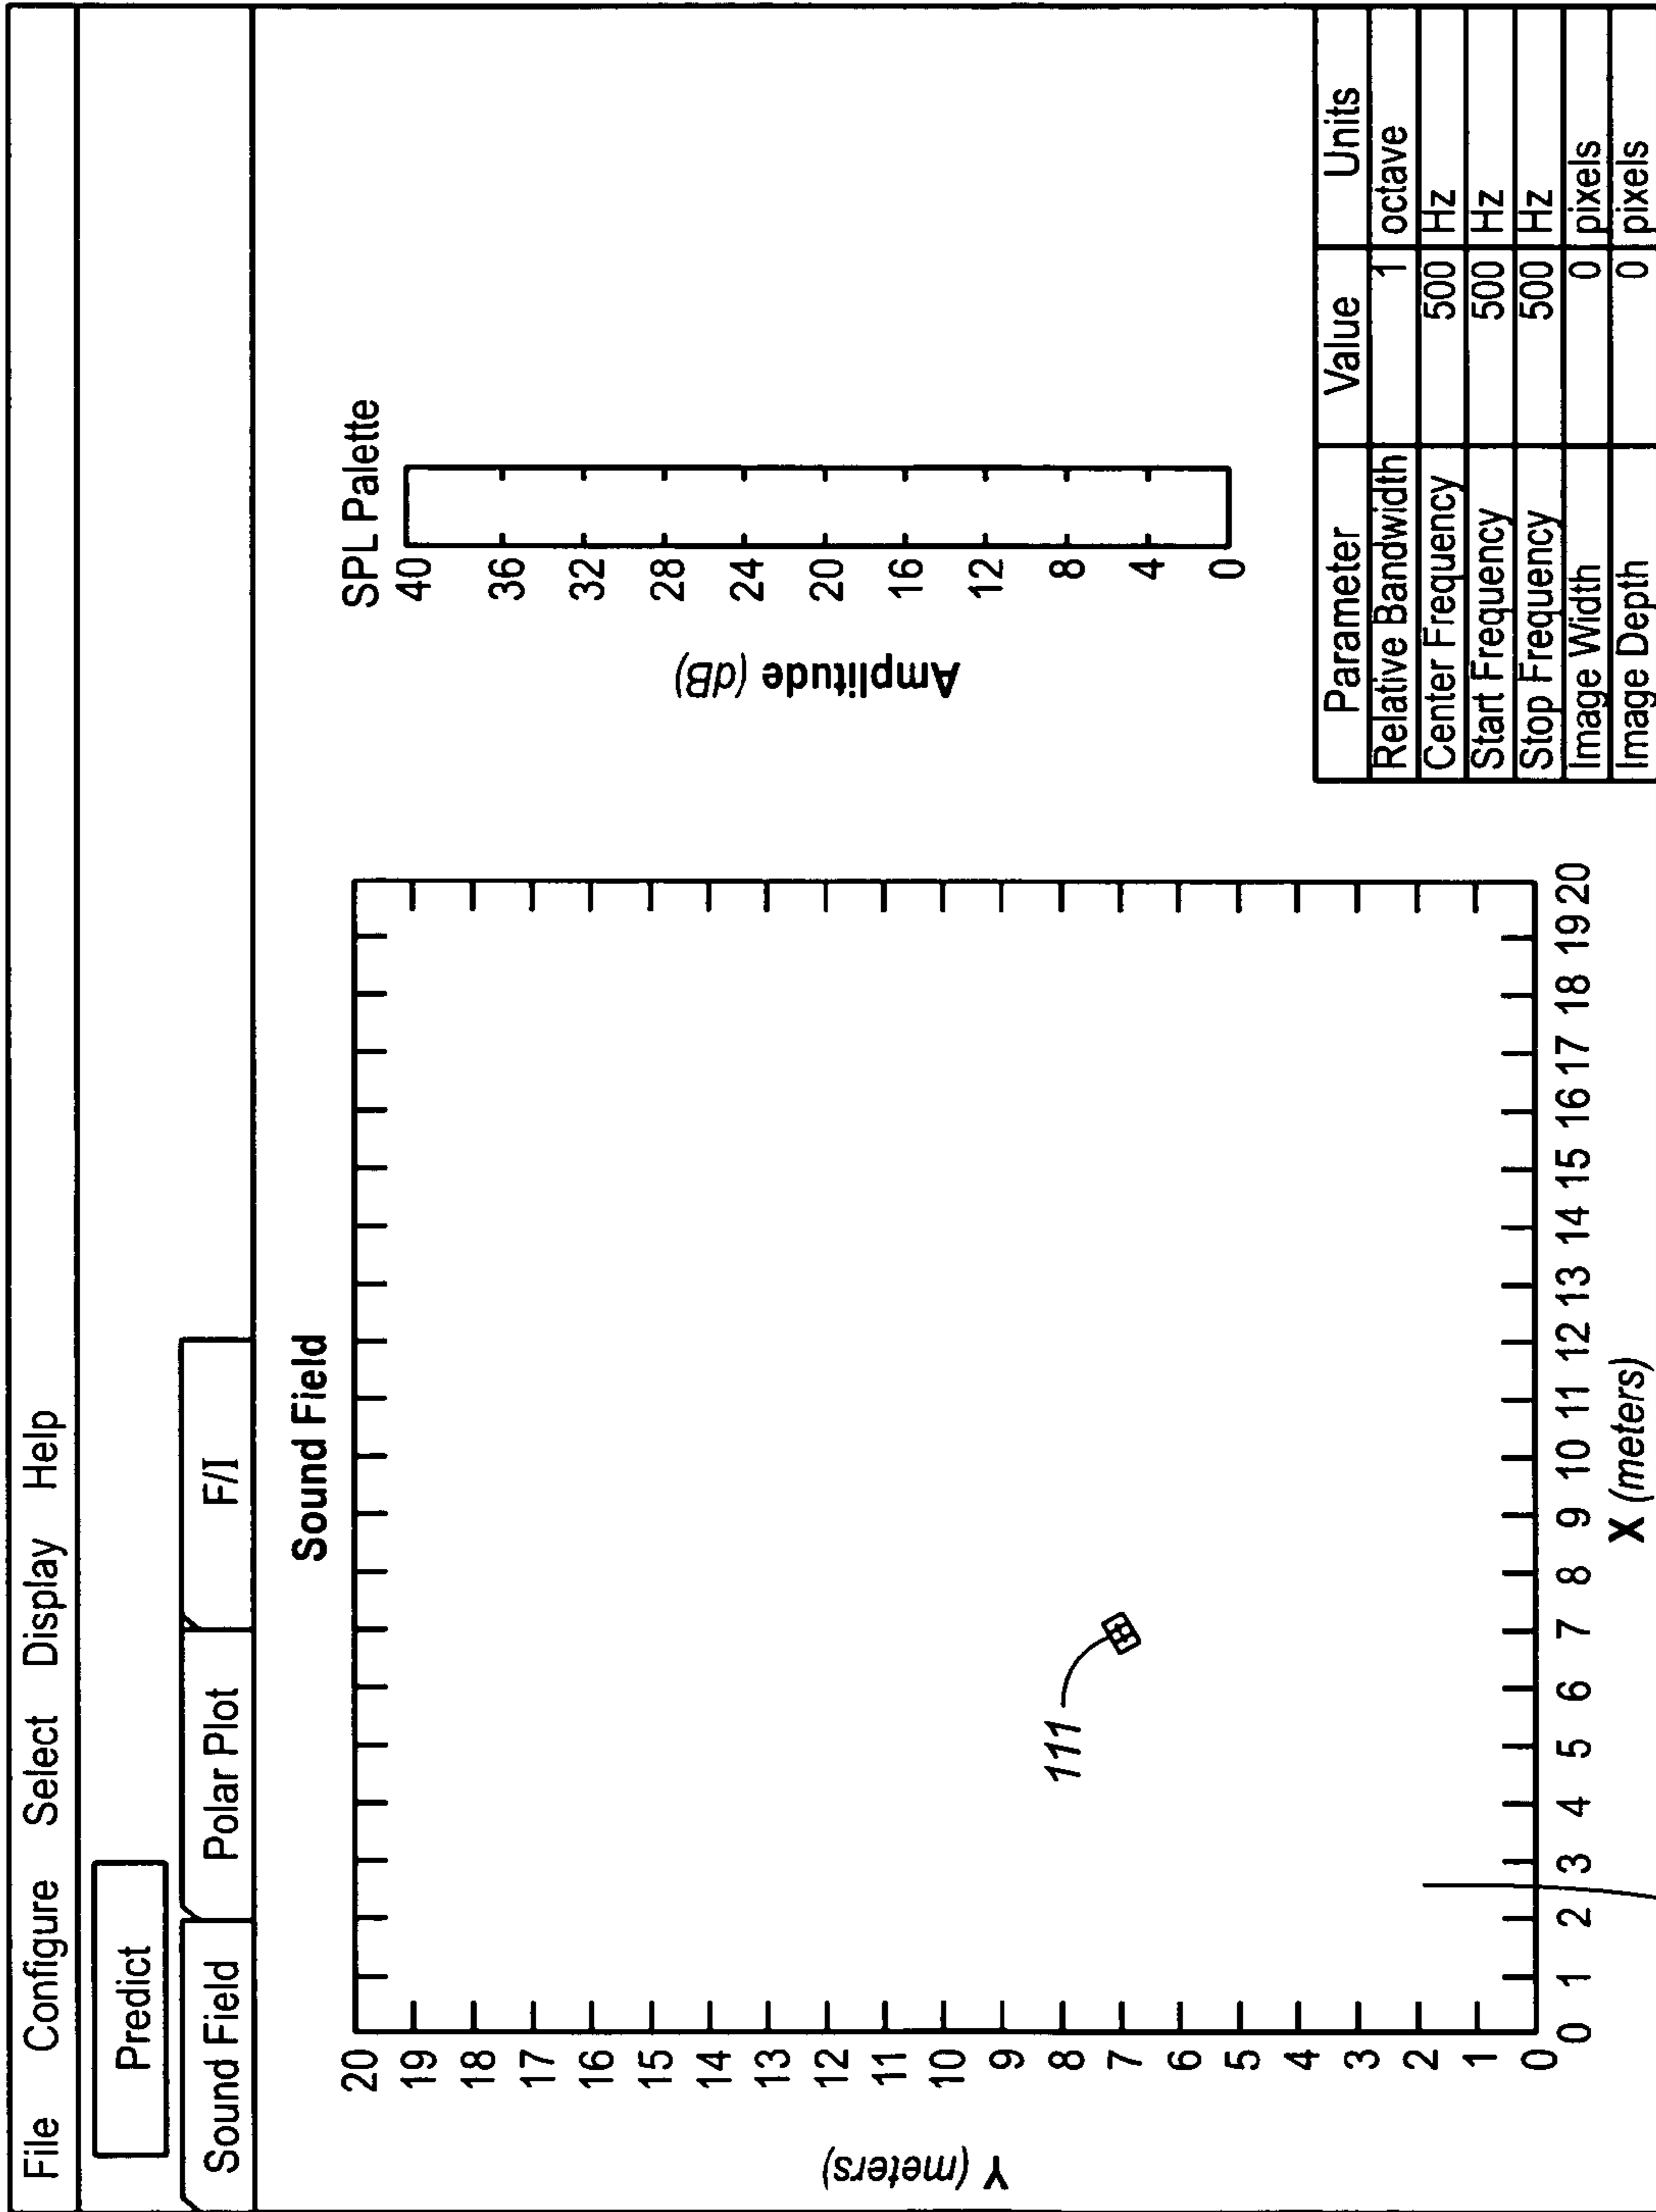 File Configure Select Display Help
Predict
Sound Field Polar Plot F/I
Sound Field
Y (meters)
20
19
18
17
16
15
14
13
12
11
10
9
8
7
6
5
4
3
2
1
0
111
0 1 2 3 4 5 6 7 8 9 10 11 12 13 14 15 16 17 18 19 20
X (meters)
SPL Palette
Amplitude (dB)
40
36
32
28
24
20
16
12
8
4
0
Parameter Value Units
Relative Bandwidth 1 octave
Center Frequency 500 Hz
Start Frequency 500 Hz
Stop Frequency 500 Hz
Image Width 0 pixels
Image Depth 0 pixels